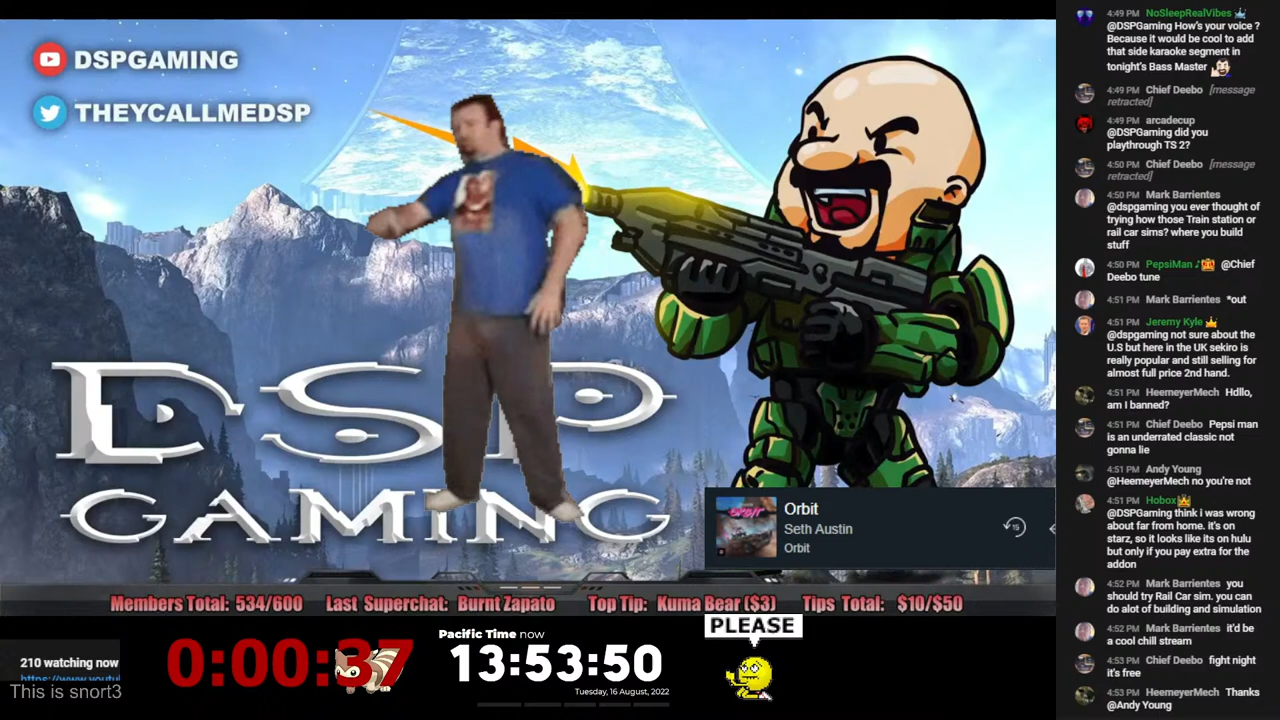 DSPGAMING
THEYCALLMEDSP
DSP
GAMING
Orbit
Seth Austin
Orbit
15
Members Total: 534/600 Last Superchat: Burnt Zapato Top Tip: Kuma Bear ($3) Tips Total: $10/$50
210 watching now
This is snort3
0:00:37
Pacific Time now
13:53:50
Tuesday, 16 August, 2022
PLEASE
4:49 PM NoSleepRealVibes
@DSPGaming How's your voice ?
Because it would be cool to add
that side karaoke segment in
tonight's Bass Master
4:49 PM Chief Deebo [message
retracted]
4:49 PM arcadecup
@DSPGaming did you
playthrough TS 2?
4:50 PM Chief Deebo [message
retracted]
4:50 PM Mark Barrientes
@dspgaming you ever thought of
trying how those Train station or
rail car sims? where you build
stuff
4:50 PM PepsiMan @Chief
Deebo tune
4:51 PM Mark Barrientes *out
4:51 PM Jeremy Kyle
@dspgaming not sure about the
U.S but here in the UK sekiro is
really popular and still selling for
almost full price 2nd hand.
4:51 PM HeemeyerMech Hdllo,
am I banned?
4:51 PM Chief Deebo Pepsi man
is an underrated classic not
gonna lie
4:51 PM Andy Young
@HeemeyerMech no you're not
4:51 PM Hobox
@DSPGaming think i was wrong
about far from home. it's on
starz, so it looks like its on hulu
but only if you pay extra for the
addon
4:52 PM Mark Barrientes you
should try Rail Car sim. you can
do alot of building and simulation
4:52 PM Mark Barrientes it'd be
a cool chill stream
4:53 PM Chief Deebo fight night
it's free
4:53 PM HeemeyerMech Thanks
@Andy Young